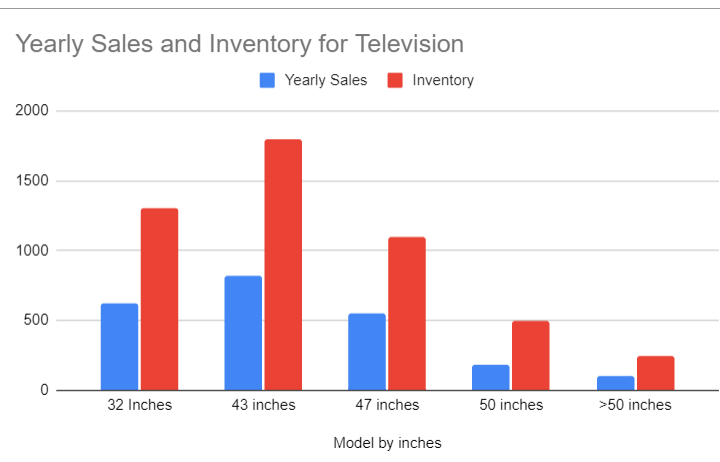 Yearly Sales and Inventory for Television
Yearly Sales Inventory
2000
1500
1000
500
0
32 Inches 43 inches 47 inches 50 inches >50 inches
Model by inches